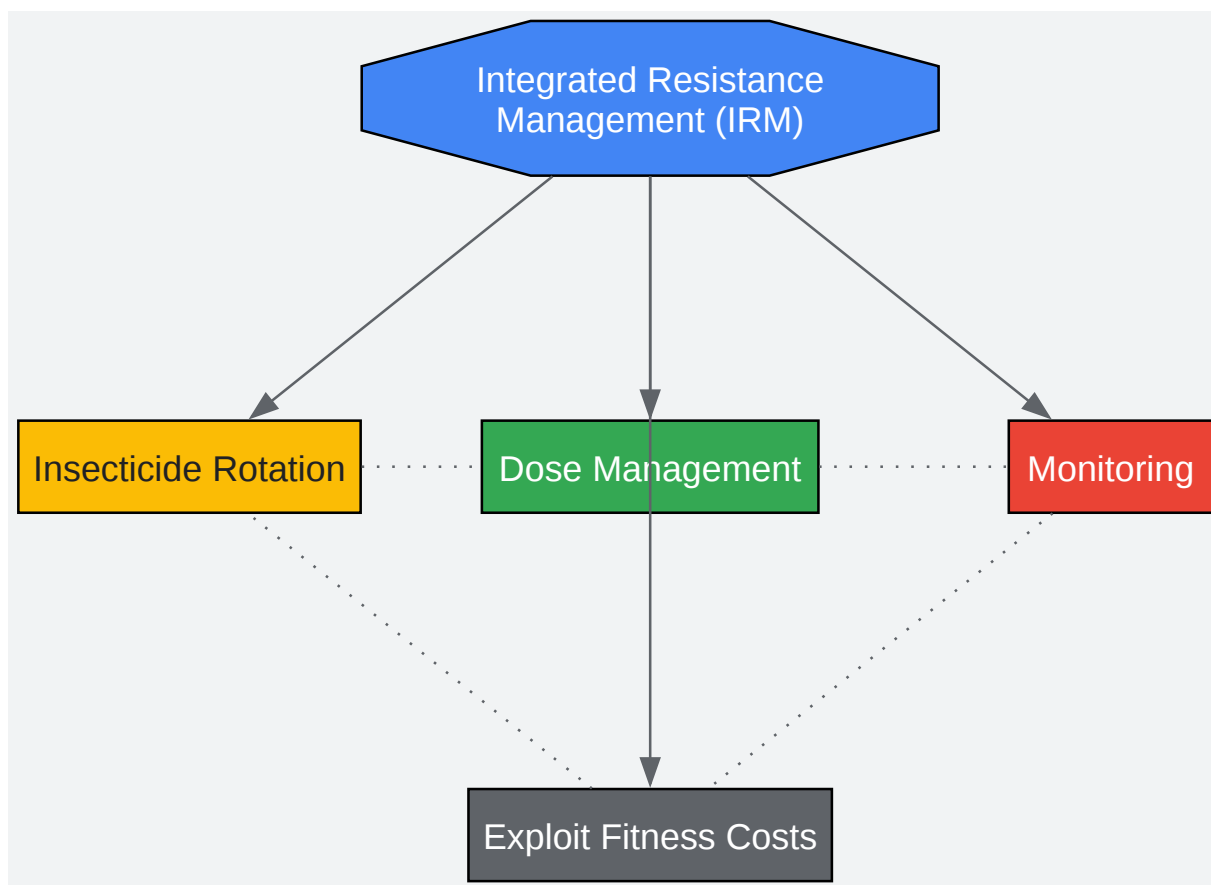 Integrated Resistance
Management (IRM)
Insecticide Rotation
Dose Management
Monitoring
Exploit Fitness Costs